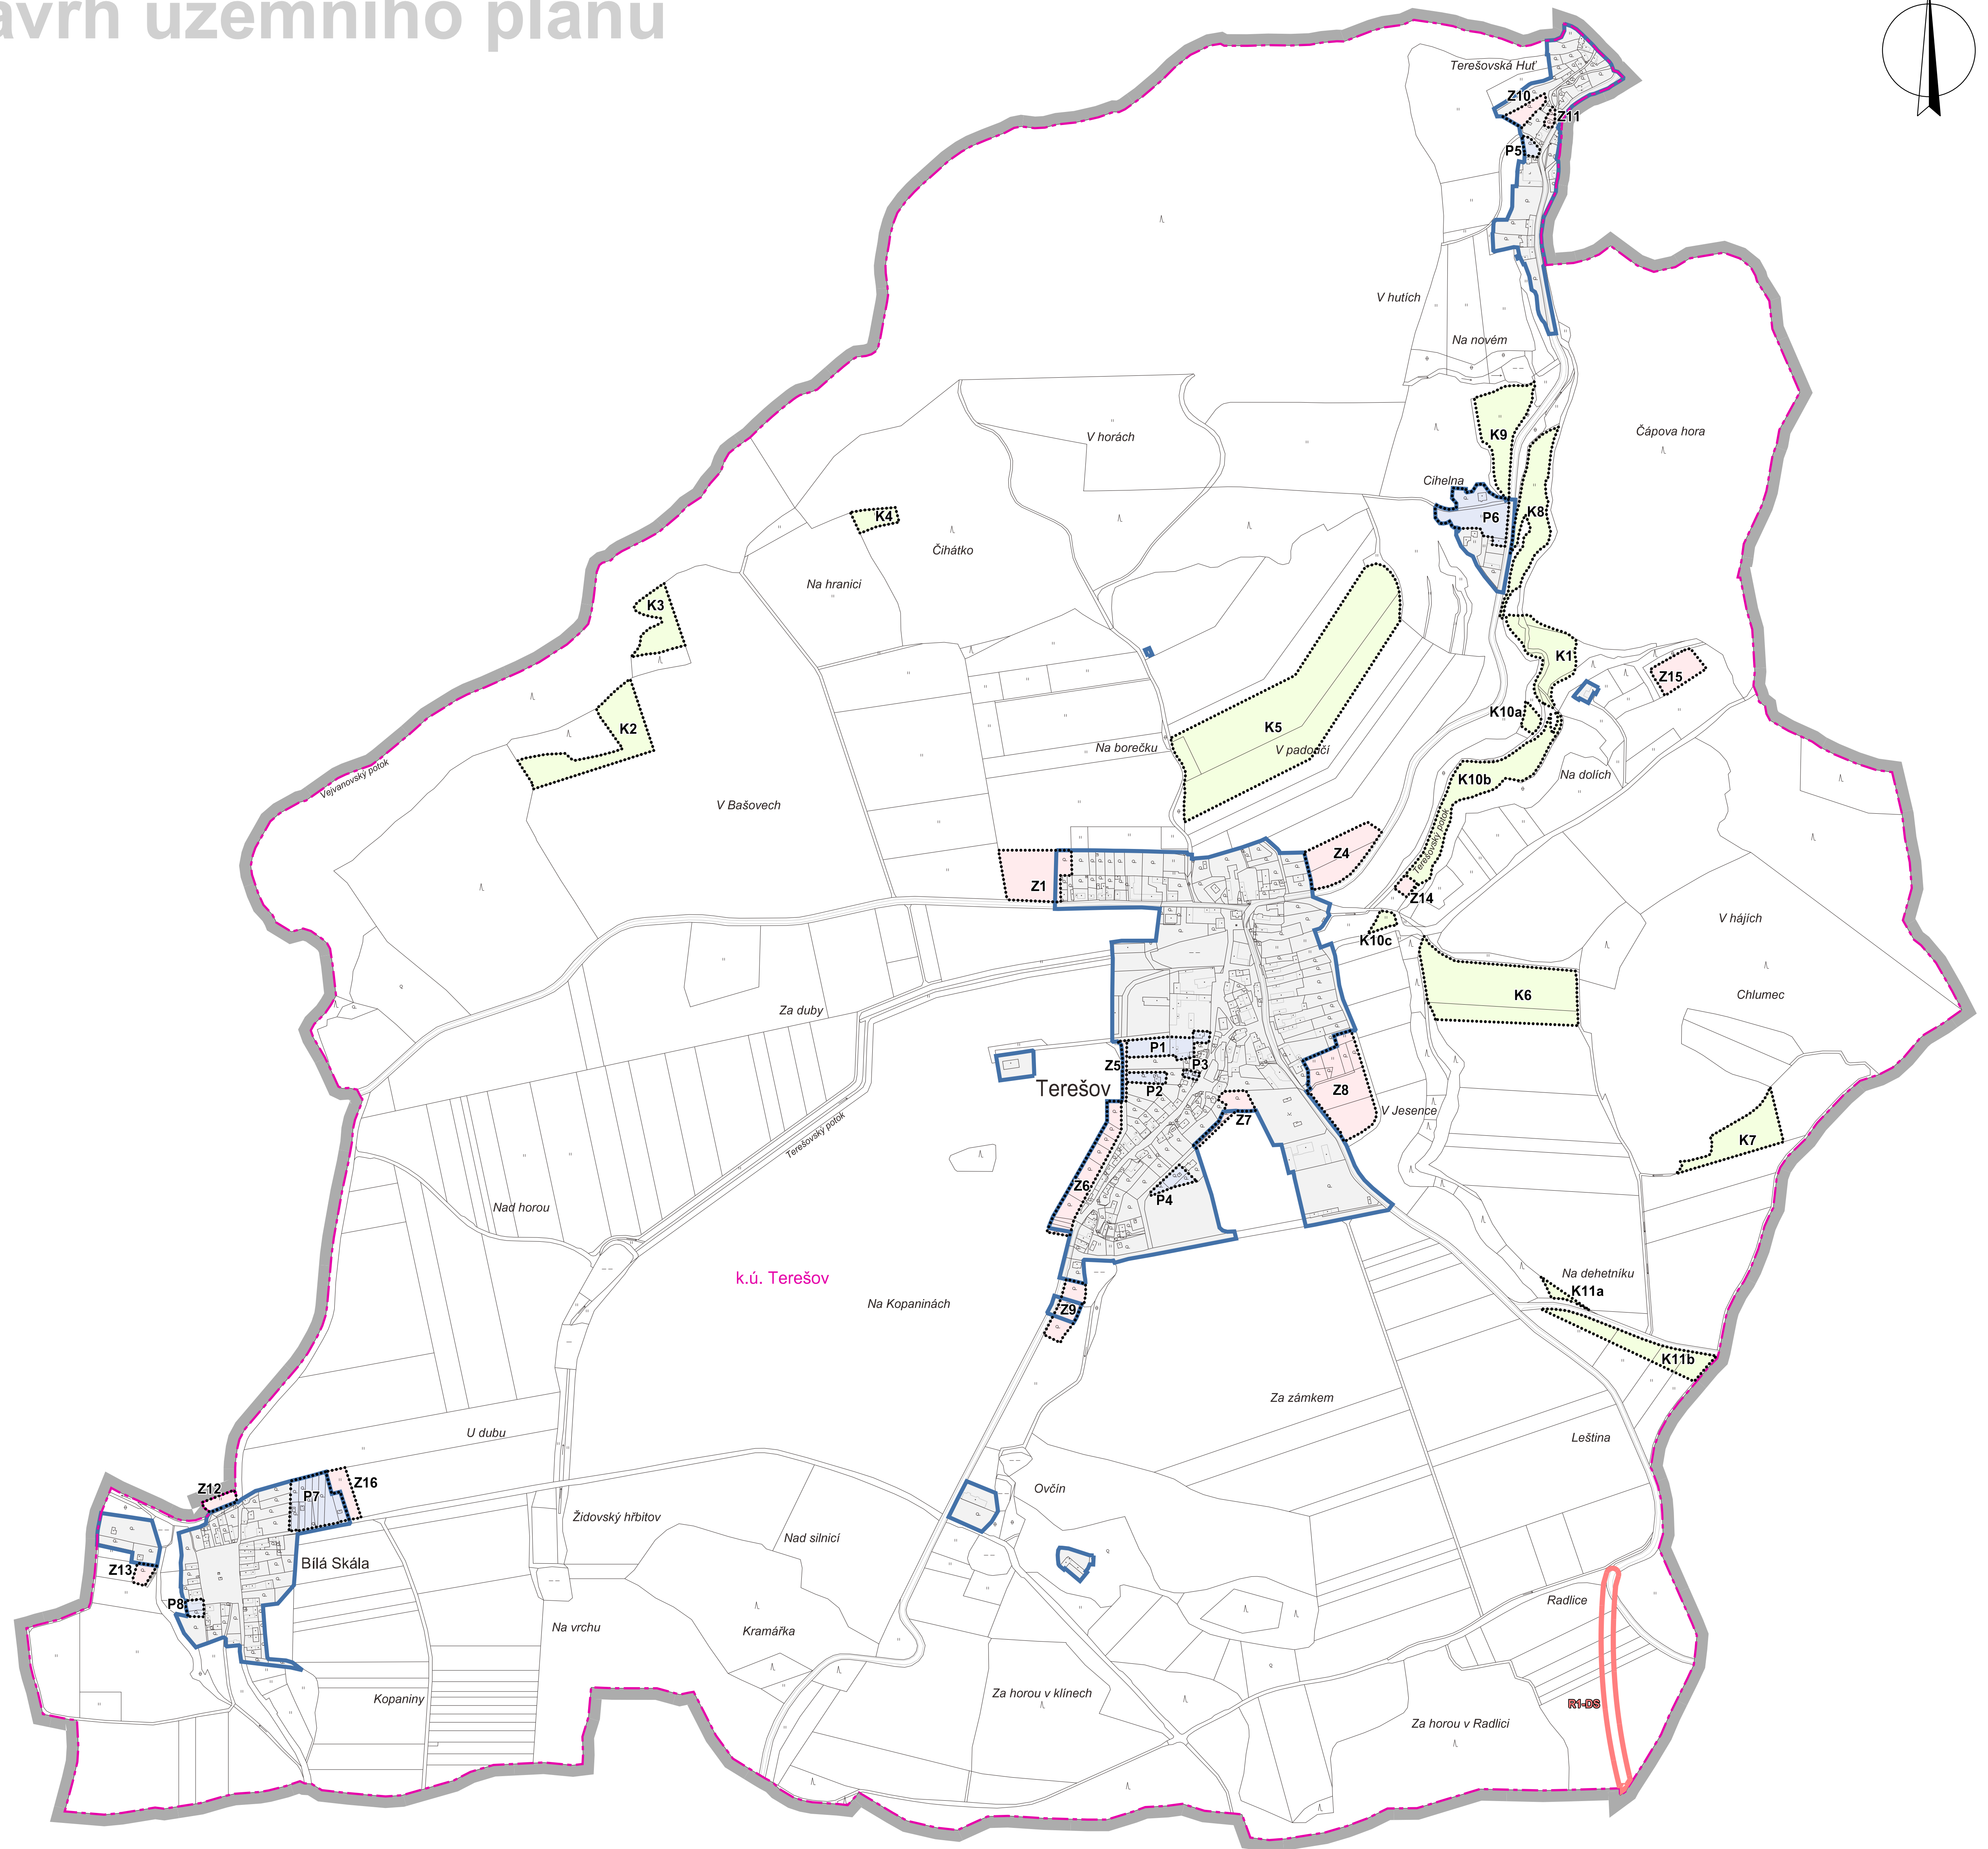 avrh uzemniho planu
Terešovská Huť
Z10
Z11
P5
V hutích
Na novém
K9
Čápova hora
V horách
Cihelna
P6
K8
K4
Čihátko
Na hranici
K3
K1
Z15
K2
K10a
K5
Na borečku
V padoučí
Vejvanovský potok
K10b
Na dolích
V Bašovech
Terešovský potok
Z4
Z1
Z14
V hájích
K10c
K6
Chlumec
Za duby
P1
Z5
P3
Terešov
P2
Z8
V Jesence
Z7
Terešovský potok
K7
Z6
P4
Nad horou
k.ú. Terešov
Na dehetníku
K11a
Na Kopaninách
Z9
K11b
Za zámkem
U dubu
Leština
Z12
Z16
P7
Ovčín
Židovský hřbitov
Nad silnicí
Bílá Skála
Z13
P8
Radlice
Na vrchu
Kramářka
Kopaniny
Za horou v klínech
R1-DS
Za horou v Radlici